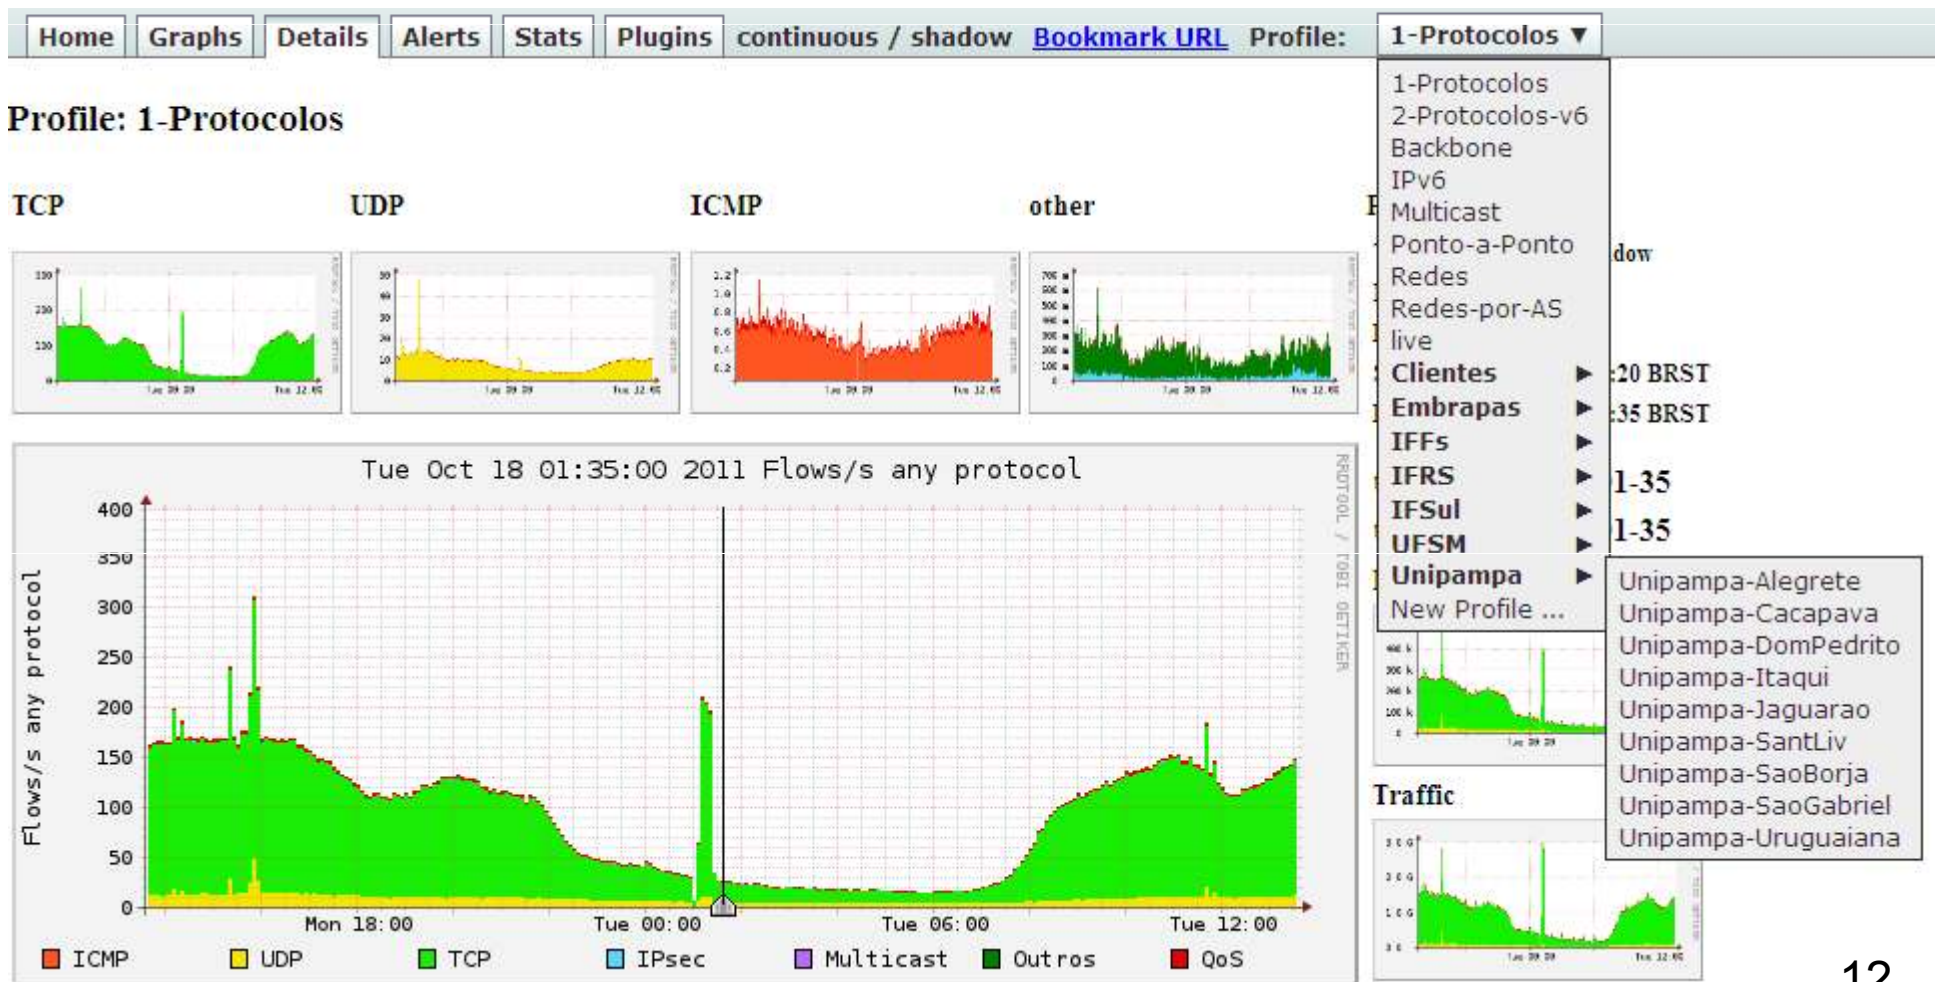 Home Graphs Details Alerts Stats Plugins continuous / shadow Bookmark URL Profile: 1-Protocolos ▼
Profile: 1-Protocolos
TCP UDP ICMP other
1-Protocolos
2-Protocolos-v6
Backbone
IPv6
Multicast
Ponto-a-Ponto
Redes
Redes-por-AS
live
Clientes ►
Embrapas ►
IFFs ►
IFRS ►
IFSul ►
UFSM ►
Unipampa ►
New Profile ...
Unipampa-Alegrete
Unipampa-Cacapava
Unipampa-DomPedrito
Unipampa-Itaqui
Unipampa-Jaguarao
Unipampa-SantLiv
Unipampa-SaoBorja
Unipampa-SaoGabriel
Unipampa-Uruguaiana
dow
:20 BRST
:35 BRST
1-35
1-35
Tue Oct 18 01:35:00 2011 Flows/s any protocol
RRDTOOL / TOBI OETIKER
Flows/s any protocol
400
350
300
250
200
150
100
50
0
Mon 18:00 Tue 00:00 Tue 06:00 Tue 12:00
ICMP UDP TCP IPsec Multicast Outros QoS
Traffic
12